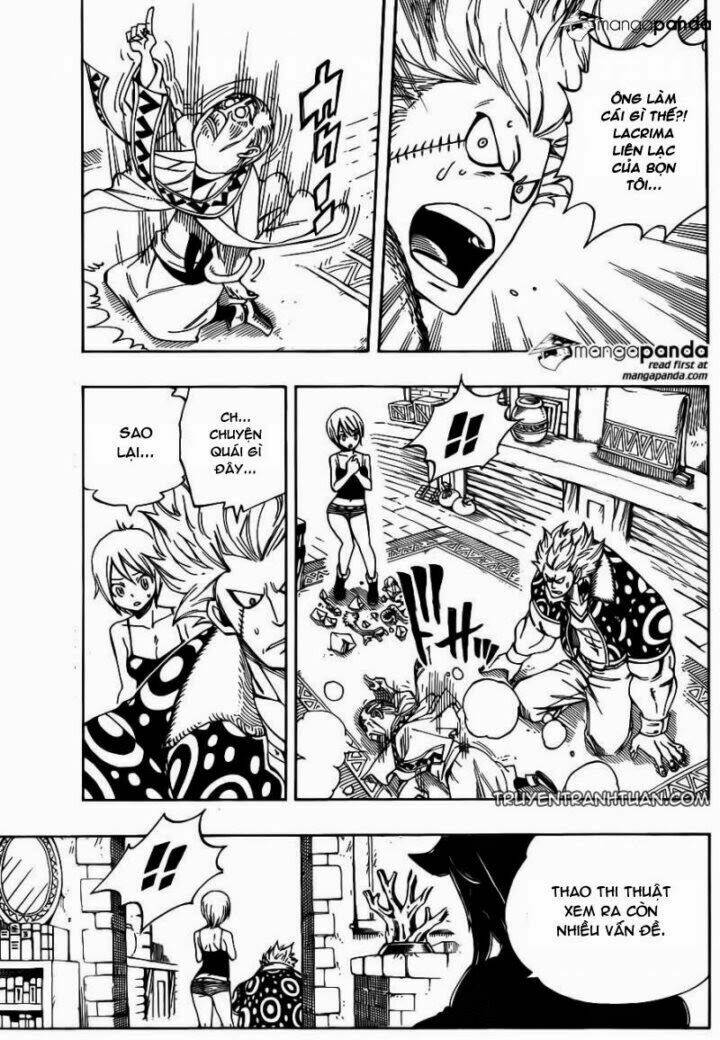 mangapanda
ÔNG LÀM
CÁI GÌ THẾ?!
LACRIMA
LIÊN LẠC
CỦA BỌN
TÔI...
mangapanda
read first at
mangapanda.com
!!
CH...
CHUYỆN
QUÁI GÌ
ĐÂY...
SAO
LẠI...
TRUYENTRANHTUAN.COM
!!
THAO THI THUẬT
XEM RA CÒN
NHIỀU VẤN ĐỀ.